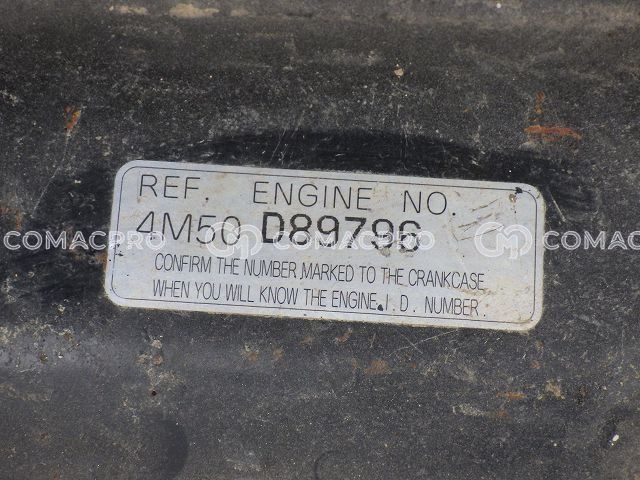 REF. ENGINE NO.
4M50 D89796
CONFIRM THE NUMBER MARKED TO THE CRANKCASE
WHEN YOU WILL KNOW THE ENGINE I.D. NUMBER.
COMACPRO
COMACPRO
COMACPRO